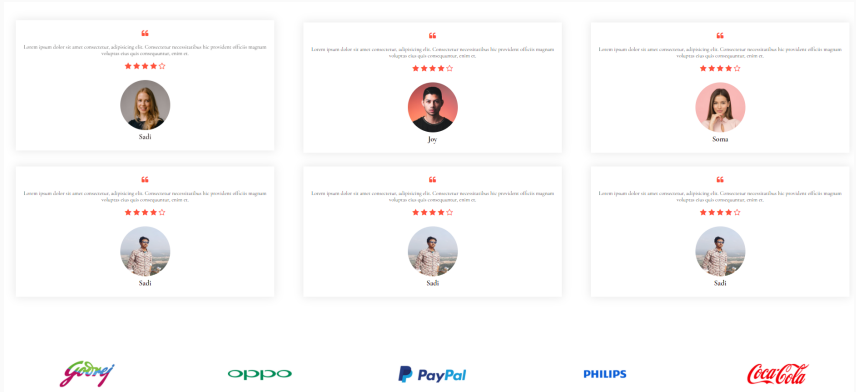 Lorem ipsum dolor sit amet consectetur, adipisicing elit. Consectetur necessitatibus hic provident officiis magnam
voluptas eius quis consequuntur, enim et.
Sadi
Lorem ipsum dolor sit amet consectetur, adipisicing elit. Consectetur necessitatibus hic provident officiis magnam
voluptas eius quis consequuntur, enim et.
Joy
Lorem ipsum dolor sit amet consectetur, adipisicing elit. Consectetur necessitatibus hic provident officiis magnam
voluptas eius quis consequuntur, enim et.
Soma
Lorem ipsum dolor sit amet consectetur, adipisicing elit. Consectetur necessitatibus hic provident officiis magnam
voluptas eius quis consequuntur, enim et.
Sadi
Lorem ipsum dolor sit amet consectetur, adipisicing elit. Consectetur necessitatibus hic provident officiis magnam
voluptas eius quis consequuntur, enim et.
Sadi
Lorem ipsum dolor sit amet consectetur, adipisicing elit. Consectetur necessitatibus hic provident officiis magnam
voluptas eius quis consequuntur, enim et.
Sadi
Godrej
oppo
PayPal
PHILIPS
Coca-Cola